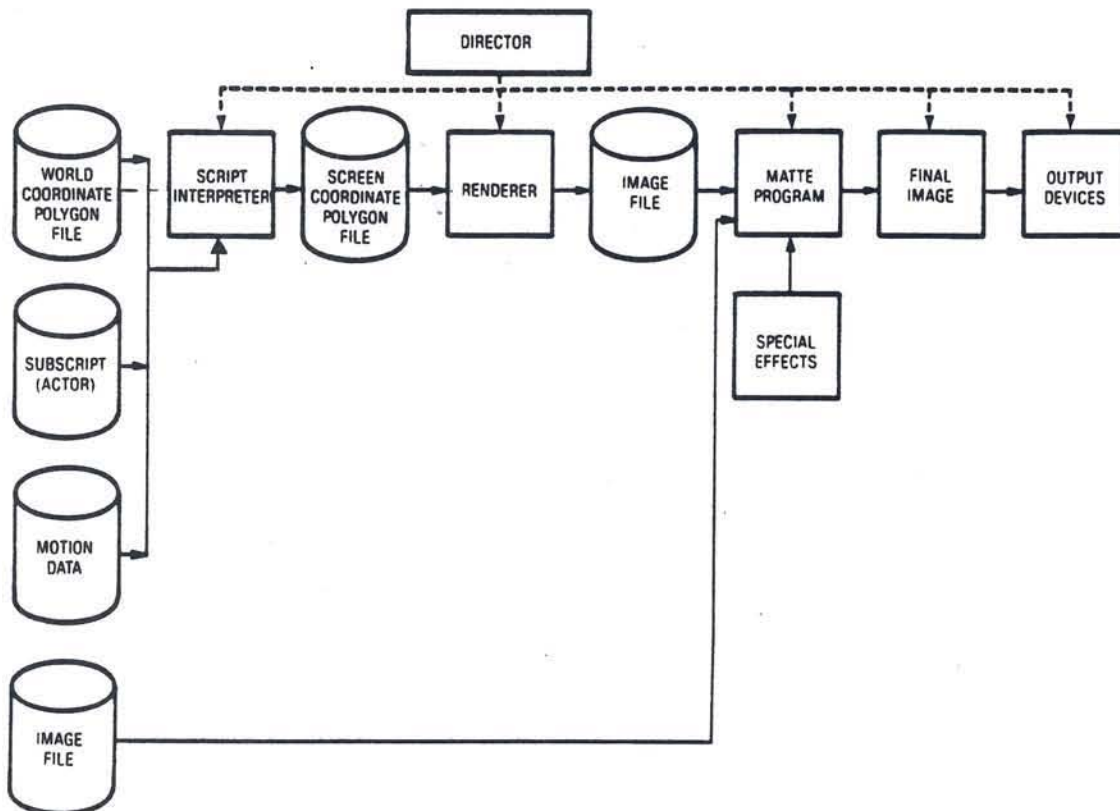 DIRECTOR
WORLD
COORDINATE
POLYGON
FILE
SCRIPT
INTERPRETER
SCREEN
COORDINATE
POLYGON
FILE
RENDERER
IMAGE
FILE
MATTE
PROGRAM
FINAL
IMAGE
OUTPUT
DEVICES
SUBSCRIPT
(ACTOR)
SPECIAL
EFFECTS
MOTION
DATA
IMAGE
FILE